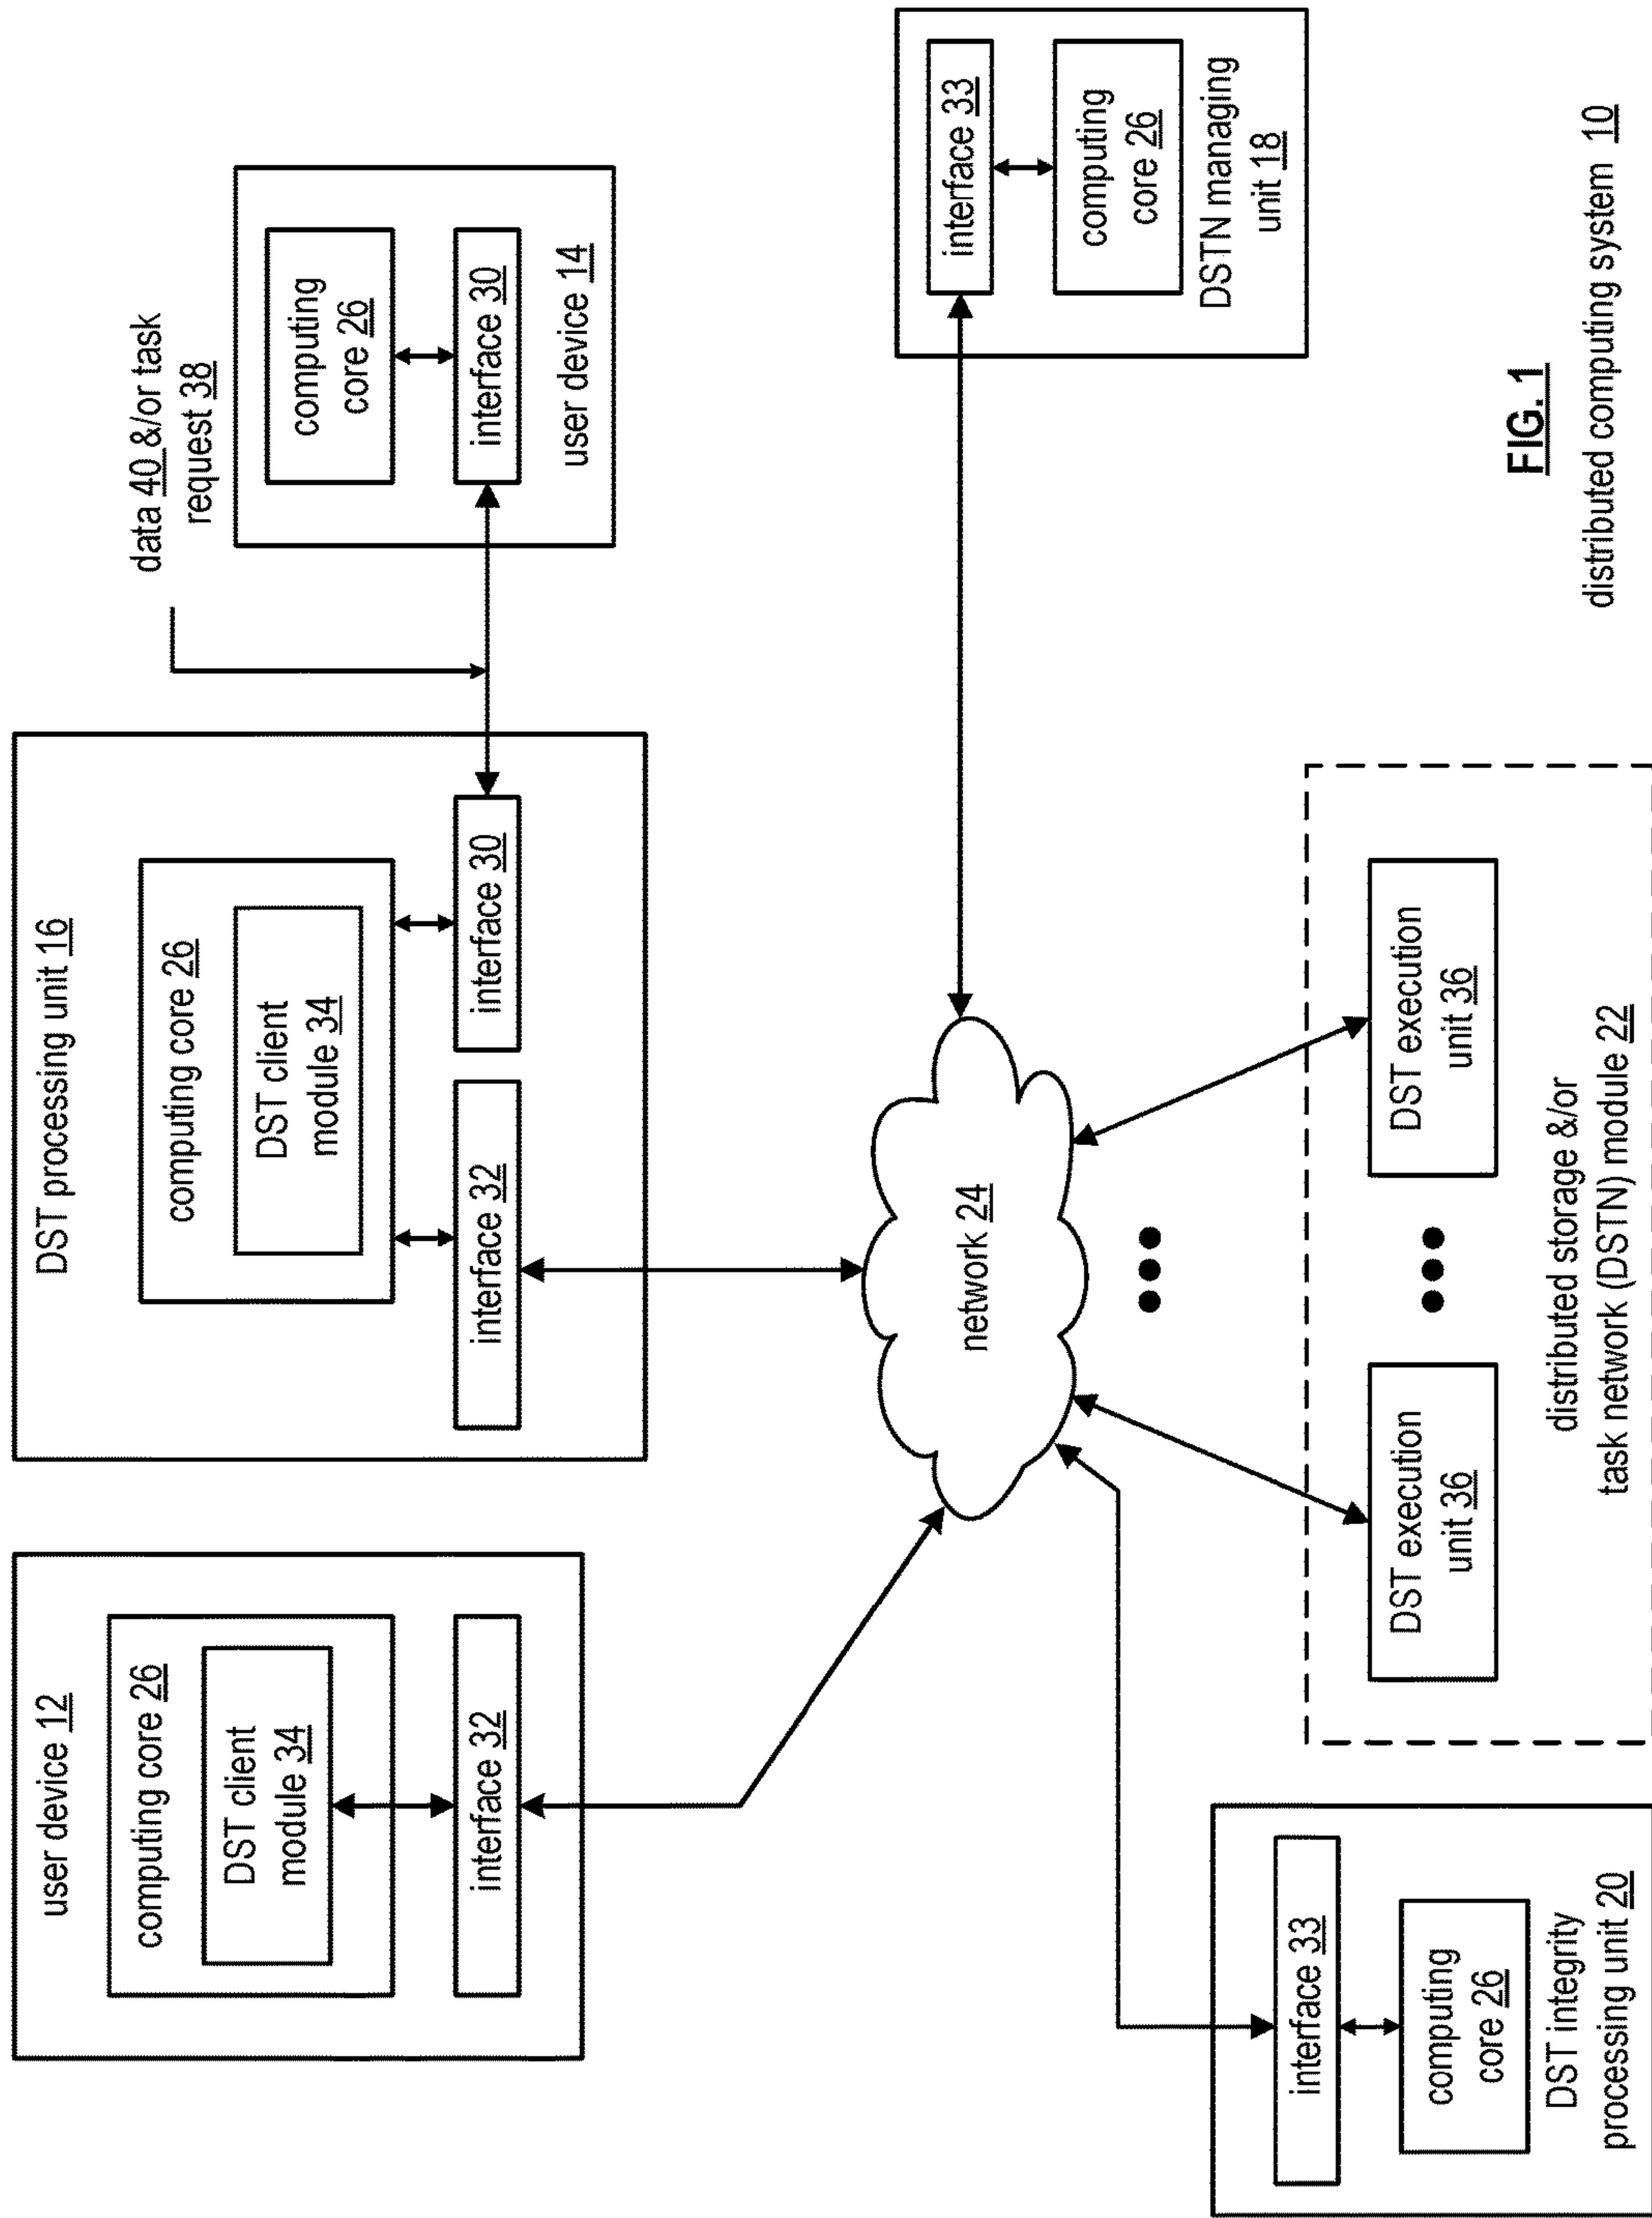 user device 12
computing core 26
DST client
module 34
interface 32
DST processing unit 16
computing core 26
DST client
module 34
interface 32
interface 30
data 40 &/or task
request 38
computing
core 26
interface 30
user device 14
network 24
interface 33
computing
core 26
DSTN managing
unit 18
interface 33
computing
core 26
DST integrity
processing unit 20
DST execution
unit 36
DST execution
unit 36
distributed storage &/or
task network (DSTN) module 22
FIG. 1
distributed computing system 10